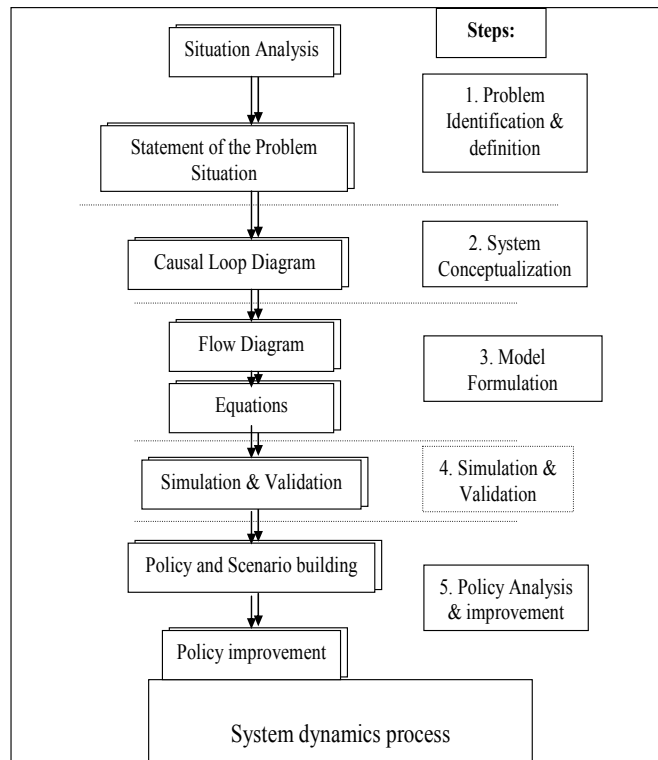 Steps:
Situation Analysis
1. Problem
Identification &
definition
Statement of the Problem
Situation
2. System
Conceptualization
Causal Loop Diagram
Flow Diagram
3. Model
Formulation
Equations
4. Simulation &
Validation
Simulation & Validation
Policy and Scenario building
5. Policy Analysis
& improvement
Policy improvement
System dynamics process